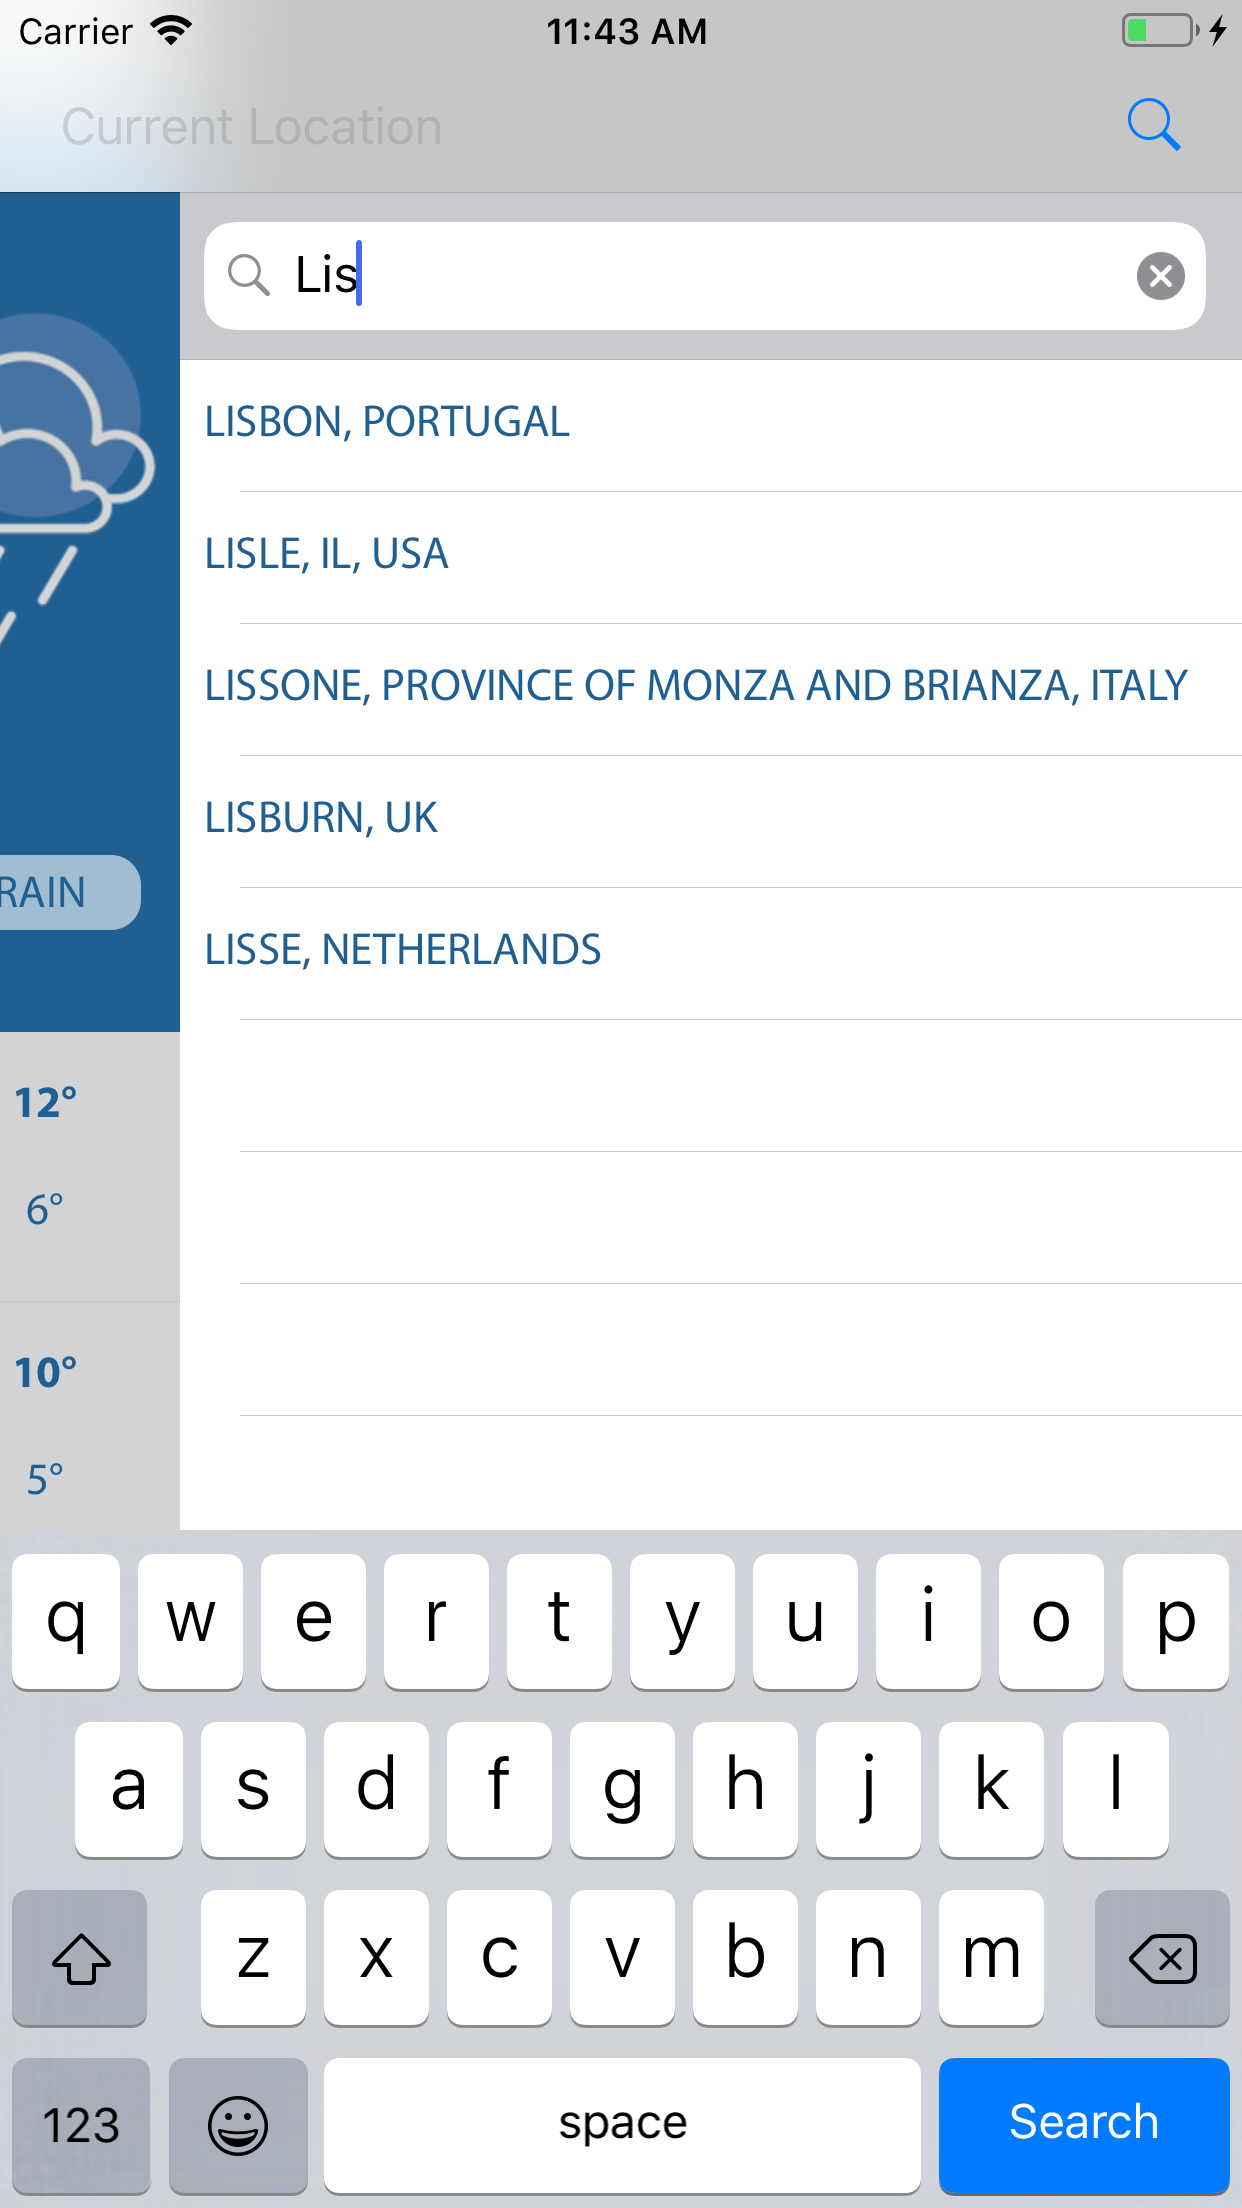 Carrier 11:43 AM
Current Location
Lis
LISBON, PORTUGAL
LISLE, IL, USA
LISSONE, PROVINCE OF MONZA AND BRIANZA, ITALY
LISBURN, UK
RAIN
LISSE, NETHERLANDS
12°
6°
10°
5°
q w e r t y u i o p
a s d f g h j k l
z x c v b n m
123 space Search